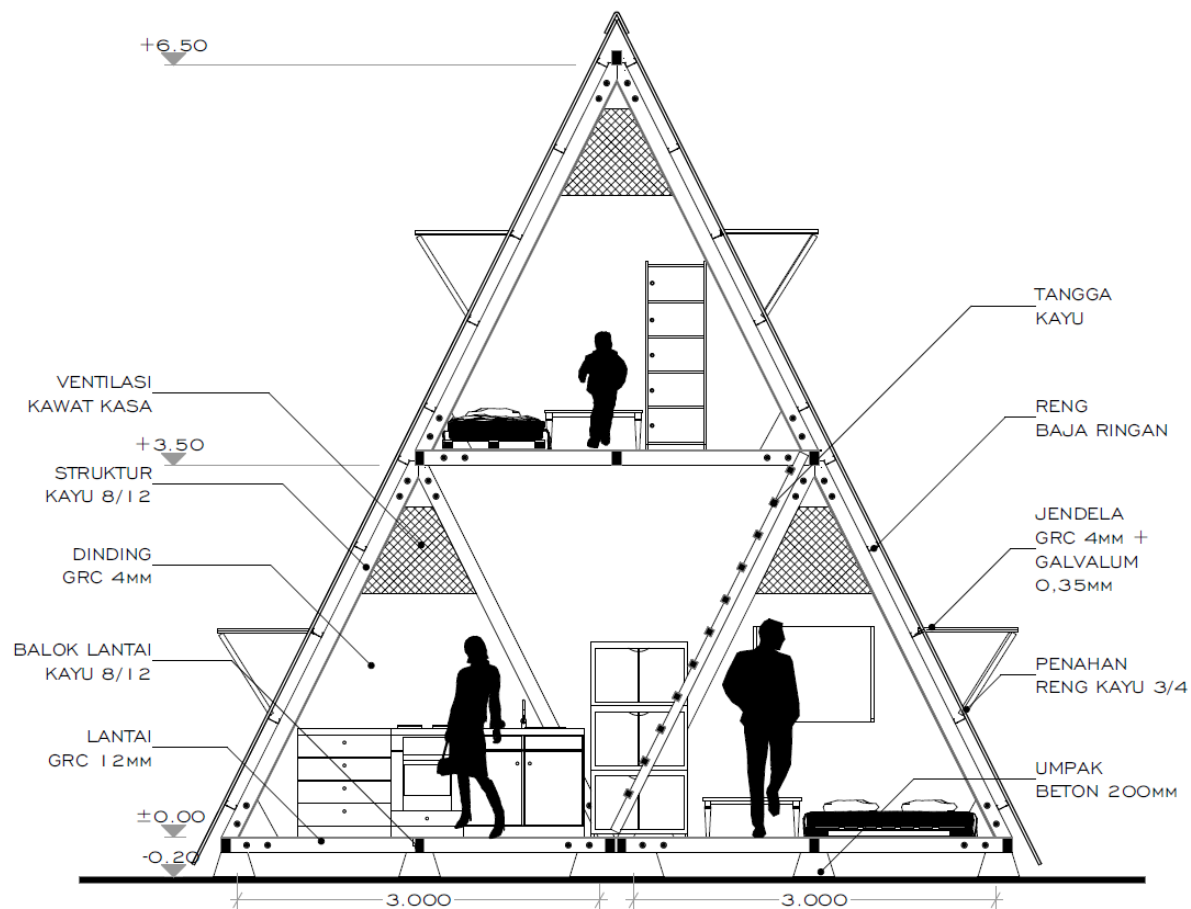 +6.50
TANGGA
KAYU
VENTILASI
KAWAT KASA
RENG
BAJA RINGAN
+3.50
STRUKTUR
KAYU 8/12
JENDELA
GRC 4MM +
GALVALUM
0,35MM
DINDING
GRC 4MM
BALOK LANTAI
KAYU 8/12
PENAHAN
RENG KAYU 3/4
LANTAI
GRC 12MM
UMPAK
BETON 200MM
±0.00
-0.20
3.000
3.000